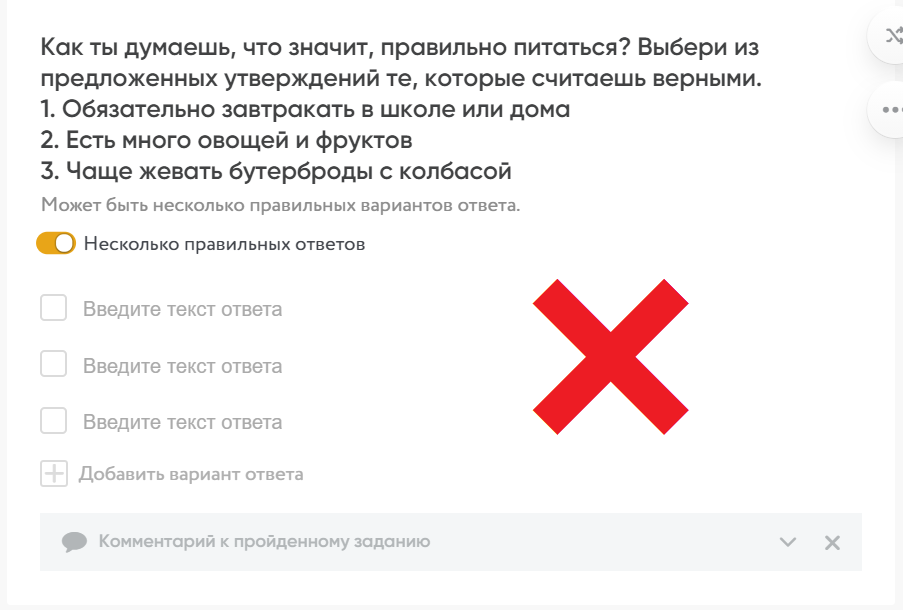 Как ты думаешь, что значит, правильно питаться? Выбери из
предложенных утверждений те, которые считаешь верными.
1. Обязательно завтракать в школе или дома
2. Есть много овощей и фруктов
3. Чаще жевать бутерброды с колбасой
Может быть несколько правильных вариантов ответа.
Несколько правильных ответов
Введите текст ответа
Введите текст ответа
Введите текст ответа
Добавить вариант ответа
Комментарий к пройденному заданию